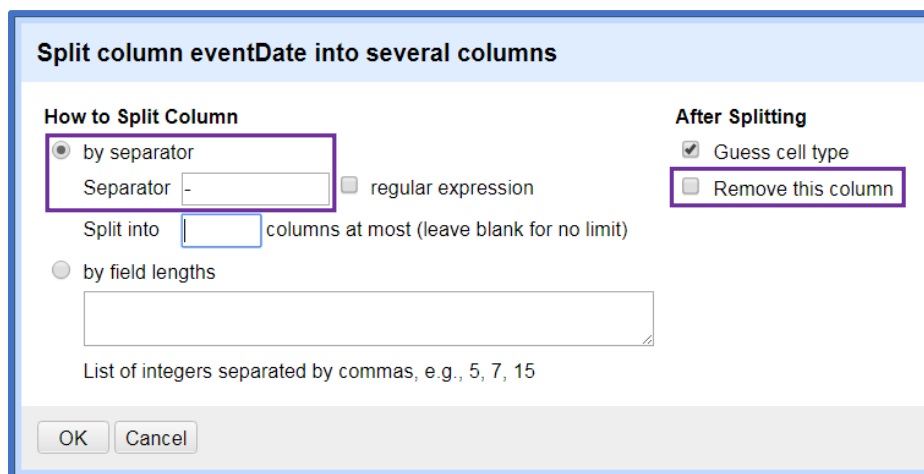 Split column eventDate into several columns
How to Split Column
by separator
Separator - regular expression
Split into columns at most (leave blank for no limit)
by field lengths
List of integers separated by commas, e.g., 5, 7, 15
After Splitting
Guess cell type
Remove this column
OK Cancel